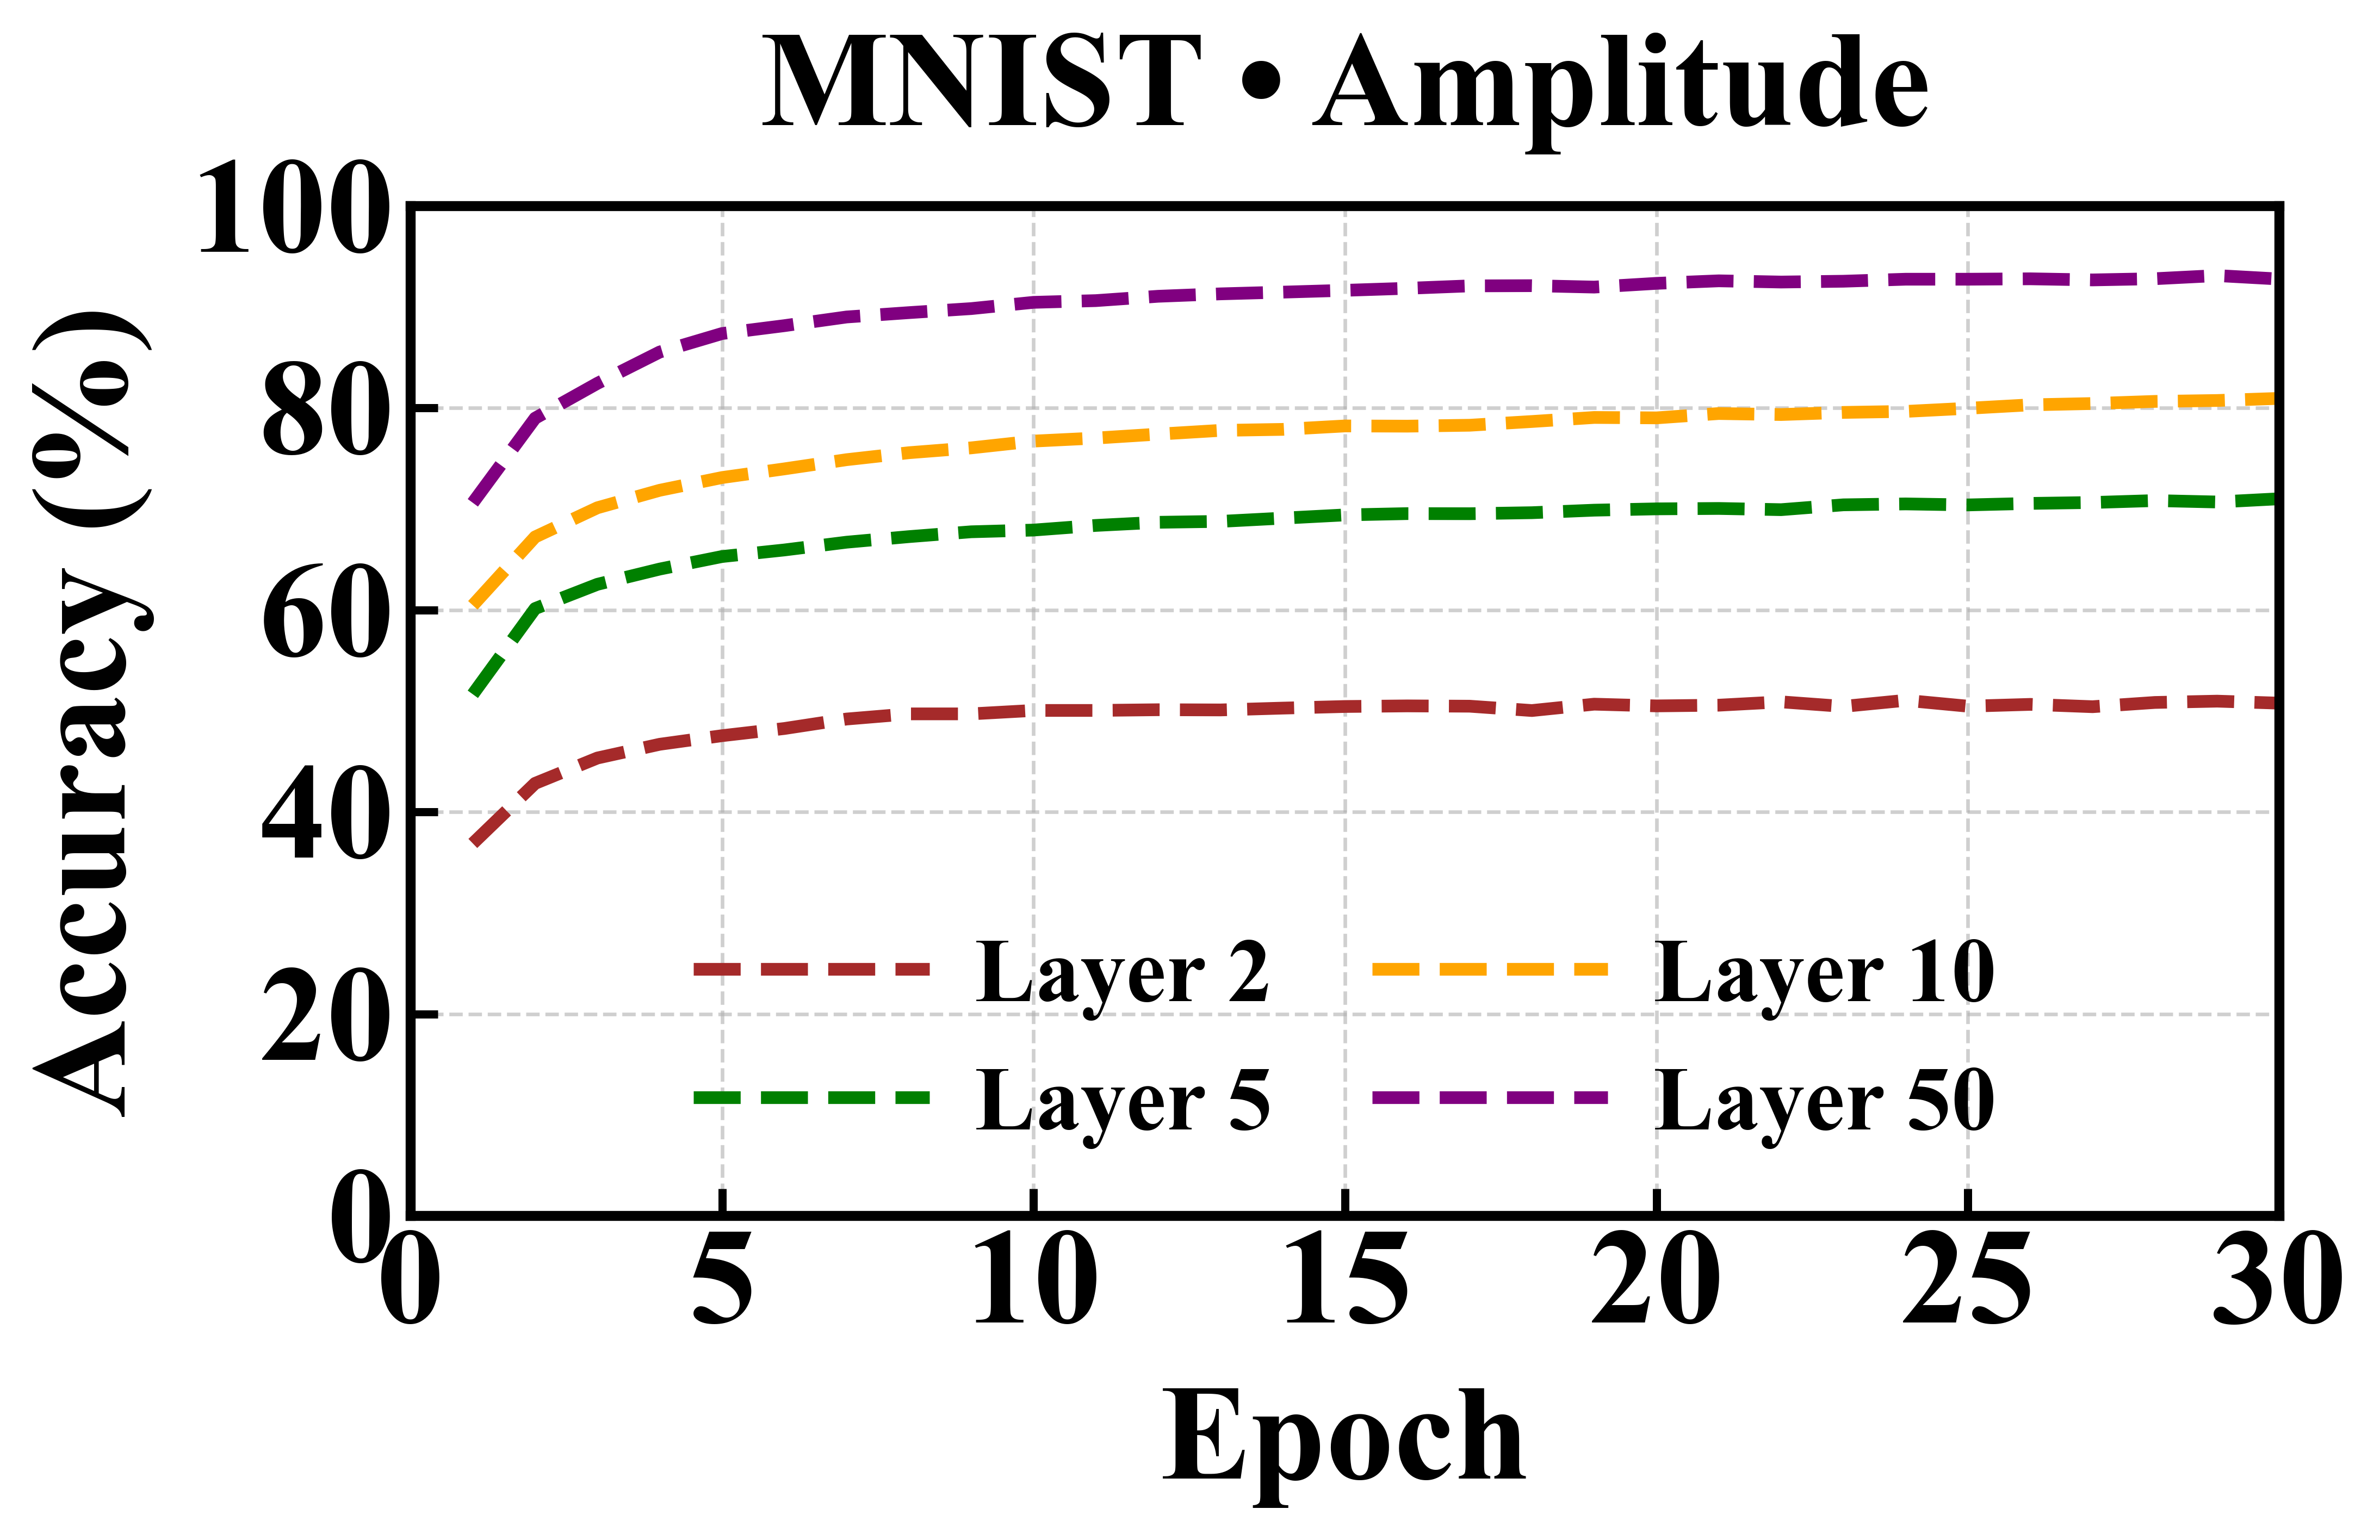 MNIST • Amplitude
Accuracy (%)
100
80
60
40
20
0
Layer 2
Layer 10
Layer 5
Layer 50
0 5 10 15 20 25 30
Epoch